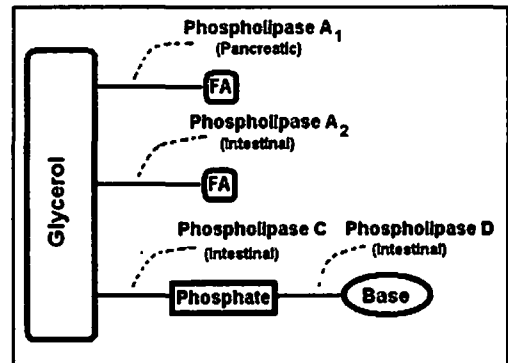 Phospholipase A1
(Pancreatic)
FA
Phospholipase A2
(Intestinal)
FA
Glycerol
Phospholipase C
(Intestinal)
Phospholipase D
(Intestinal)
Phosphate
Base